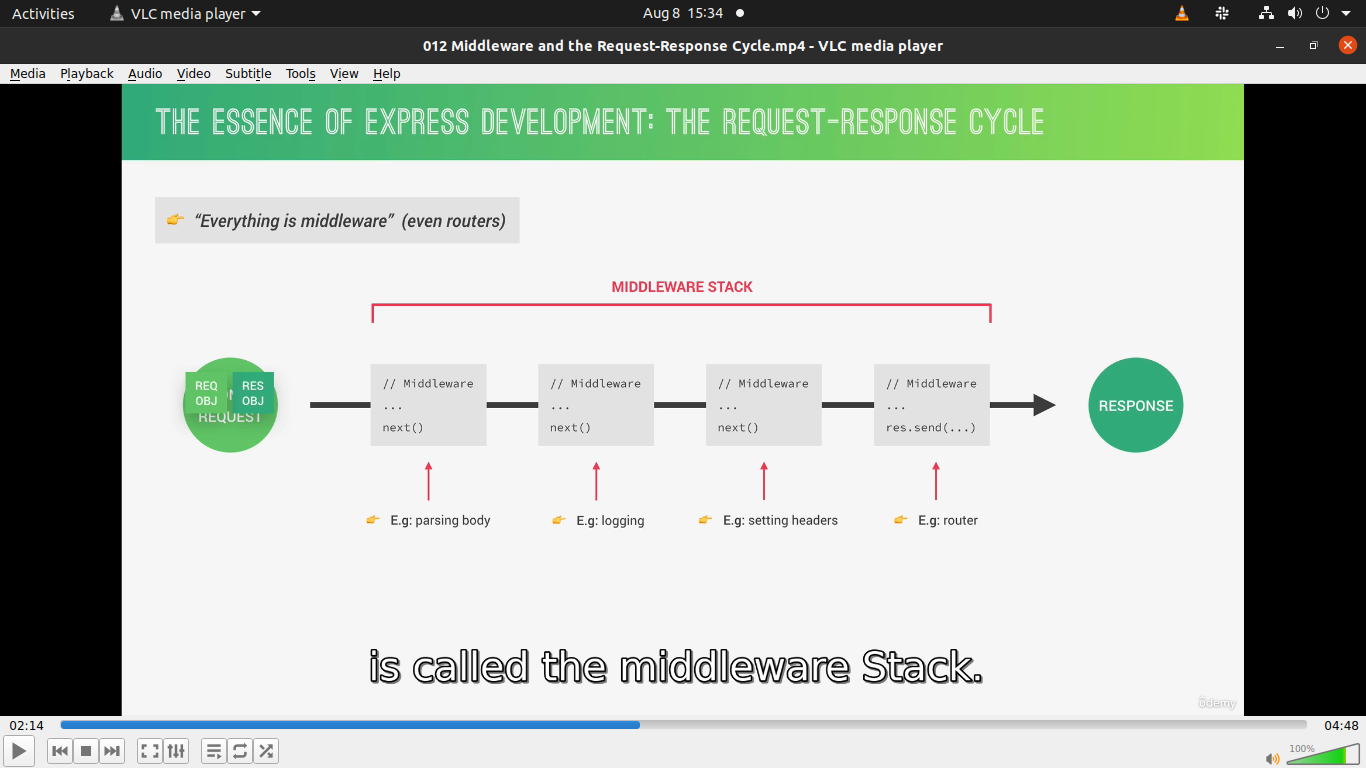 Activities VLC media player Aug 8 15:34
012 Middleware and the Request-Response Cycle.mp4 - VLC media player
Media Playback Audio Video Subtitle Tools View Help
THE ESSENCE OF EXPRESS DEVELOPMENT: THE REQUEST-RESPONSE CYCLE
“Everything is middleware” (even routers)
MIDDLEWARE STACK
REQ OBJ
RES OBJ
REQUEST
// Middleware
...
next()
// Middleware
...
next()
// Middleware
...
next()
// Middleware
...
res.send(...)
RESPONSE
E.g: parsing body
E.g: logging
E.g: setting headers
E.g: router
is called the middleware Stack.
ûdemy
02:14 04:48
100%